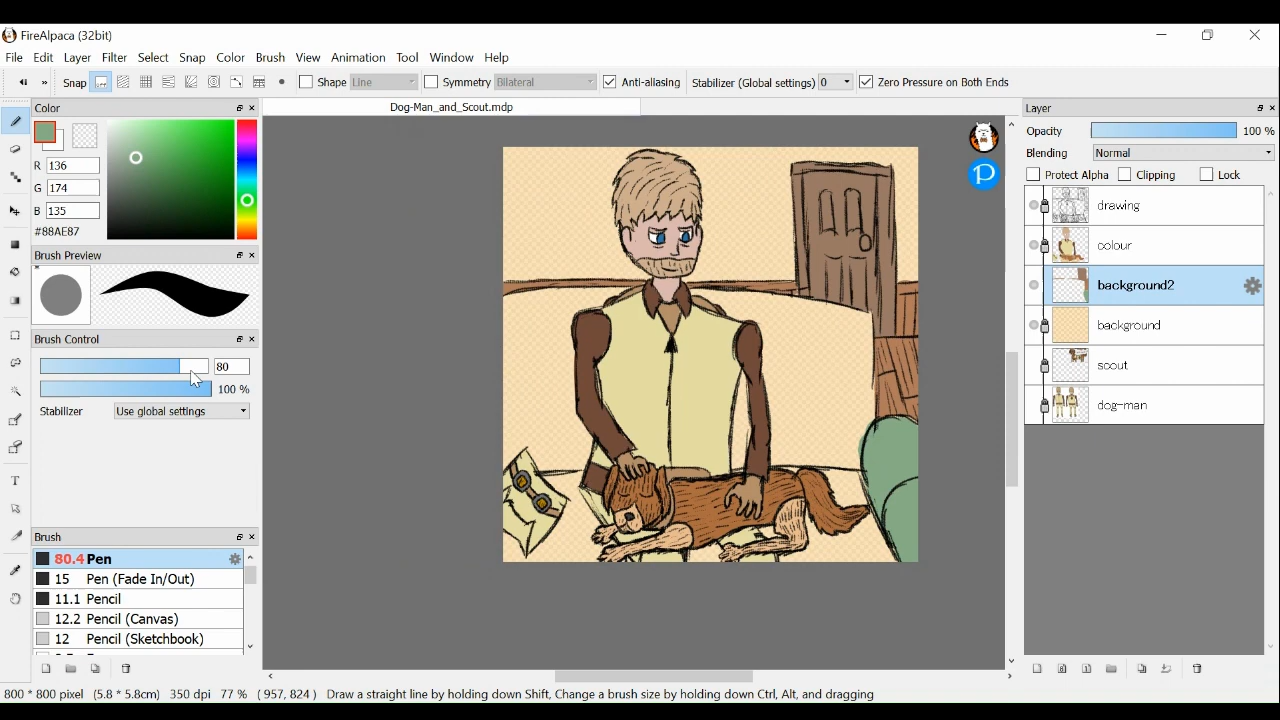 FireAlpaca (32bit)
File Edit Layer Filter Select Snap Color Brush View Animation Tool Window Help
Snap Shape Line Symmetry Bilateral Anti-aliasing Stabilizer (Global settings) 0 Zero Pressure on Both Ends
Color
Dog-Man_and_Scout.mdp
Layer
Opacity 100 %
Blending Normal
Protect Alpha Clipping Lock
R 136
G 174
B 135
#88AE87
drawing
colour
background2
background
scout
dog-man
Brush Preview
Brush Control
80
100 %
Stabilizer Use global settings
Brush
80.4 Pen
15 Pen (Fade In/Out)
11.1 Pencil
12.2 Pencil (Canvas)
12 Pencil (Sketchbook)
800 * 800 pixel (5.8 * 5.8cm) 350 dpi 77 % ( 957, 824 ) Draw a straight line by holding down Shift, Change a brush size by holding down Ctrl, Alt, and dragging